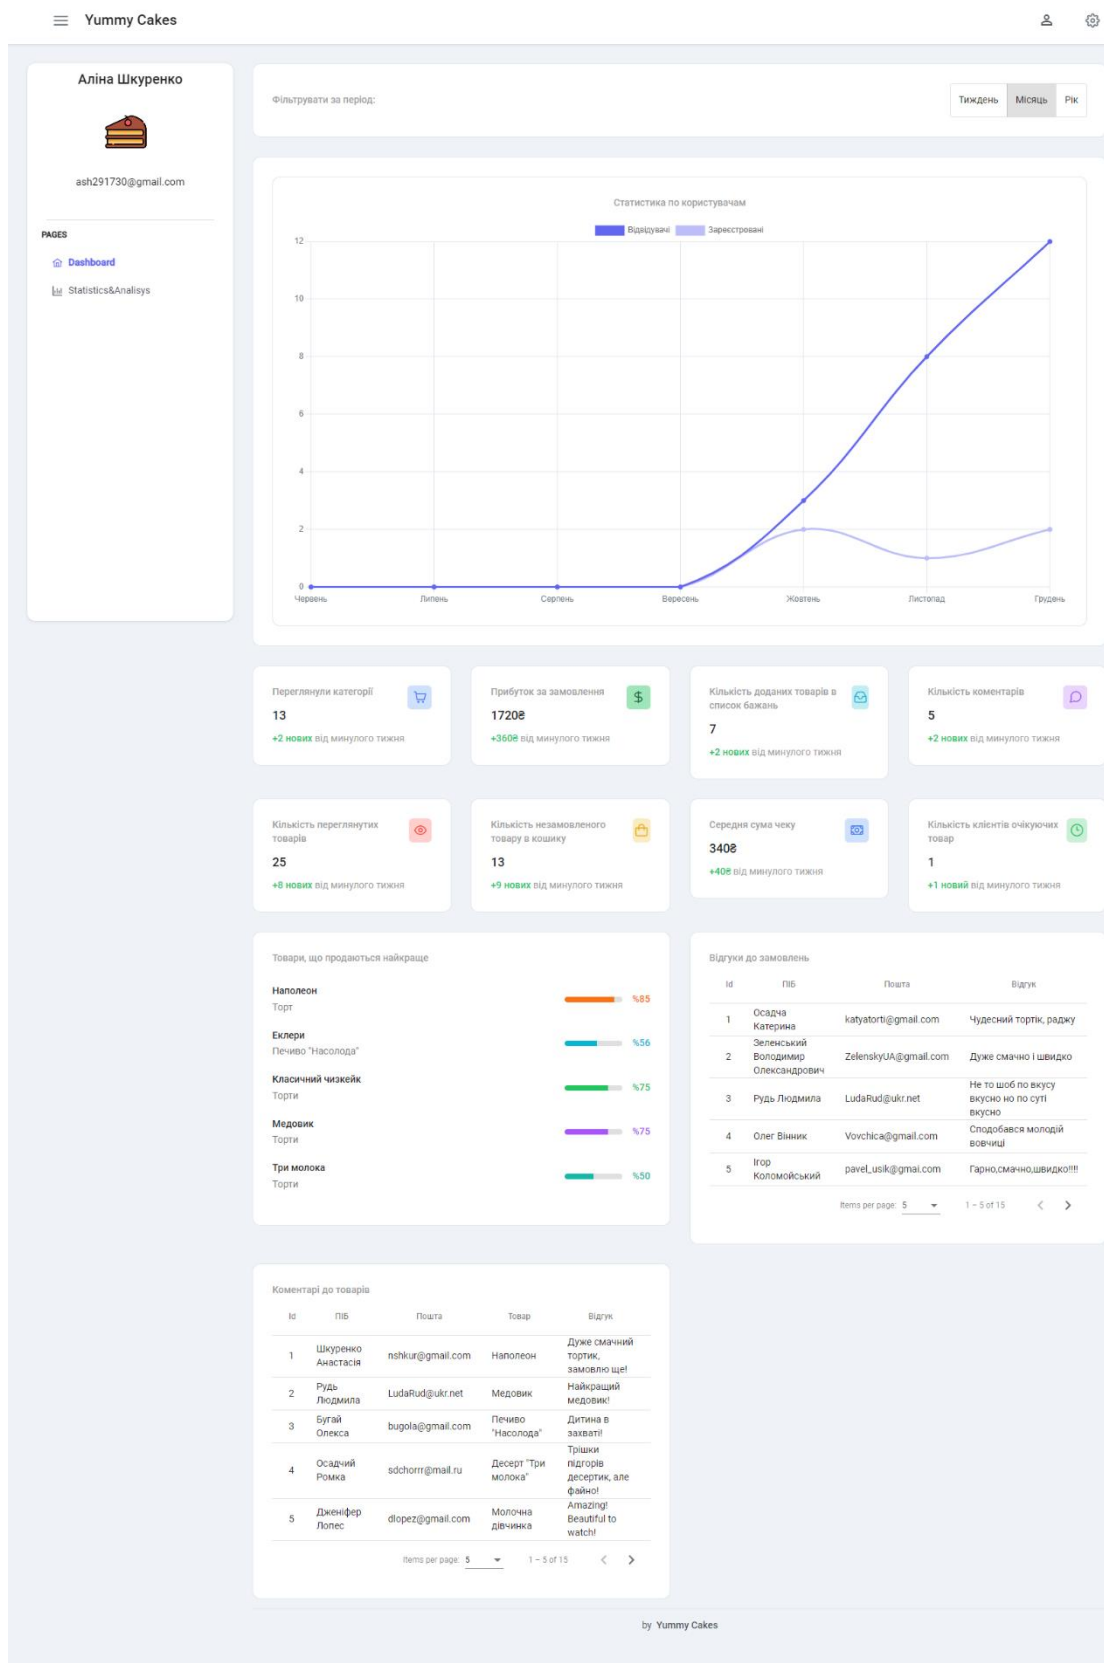 Yummy Cakes
Аліна Шкуренко
ash291730@gmail.com
PAGES
Dashboard
Statistics&Analisys
Фільтрувати за період:
Тиждень Місяць Рік
Статистика по користувачам
Відвідувачі Зареєстровані
12
10
8
6
4
2
0
Червень Липень Серпень Вересень Жовтень Листопад Грудень
Переглянули категорії
13
+2 нових від минулого тижня
Прибуток за замовлення
1720₴
+360₴ від минулого тижня
Кількість доданих товарів в
список бажань
7
+2 нових від минулого тижня
Кількість коментарів
5
+2 нових від минулого тижня
Кількість переглянутих
товарів
25
+8 нових від минулого тижня
Кількість незамовленого
товару в кошику
13
+9 нових від минулого тижня
Середня сума чеку
340₴
+40₴ від минулого тижня
Кількість клієнтів очікуючих
товар
1
+1 новий від минулого тижня
Товари, що продаються найкраще
Наполеон
Торт
%85
Еклери
Печиво "Насолода"
%56
Класичний чизкейк
Торти
%75
Медовик
Торти
%75
Три молока
Торти
%50
Відгуки до замовлень
Id ПІБ Пошта Відгук
1 Осадча Катерина katyatorti@gmail.com Чудесний тортік, раджу
2 Зеленський Володимир Олександрович ZelenskyUA@gmail.com Дуже смачно і швидко
3 Рудь Людмила LudaRud@ukr.net Не то шоб по вкусу вкусно но по суті вкусно
4 Олег Вінник Vovchica@gmail.com Сподобався молодій вовчиці
5 Ігор Коломойський pavel_usik@gmai.com Гарно,смачно,швидко!!!!
Items per page: 5 1 – 5 of 15
Коментарі до товарів
Id ПІБ Пошта Товар Відгук
1 Шкуренко Анастасія nshkur@gmail.com Наполеон Дуже смачний тортик, замовлю ще!
2 Рудь Людмила LudaRud@ukr.net Медовик Найкращий медовик!
3 Бугай Олекса bugola@gmail.com Печиво "Насолода" Дитина в захваті!
4 Осадчий Ромка sdchorrr@mail.ru Десерт "Три молока" Трішки підгорів десертик, але файно!
5 Дженіфер Лопес dlopez@gmail.com Молочна дівчинка Amazing! Beautiful to watch!
Items per page: 5 1 – 5 of 15
by Yummy Cakes